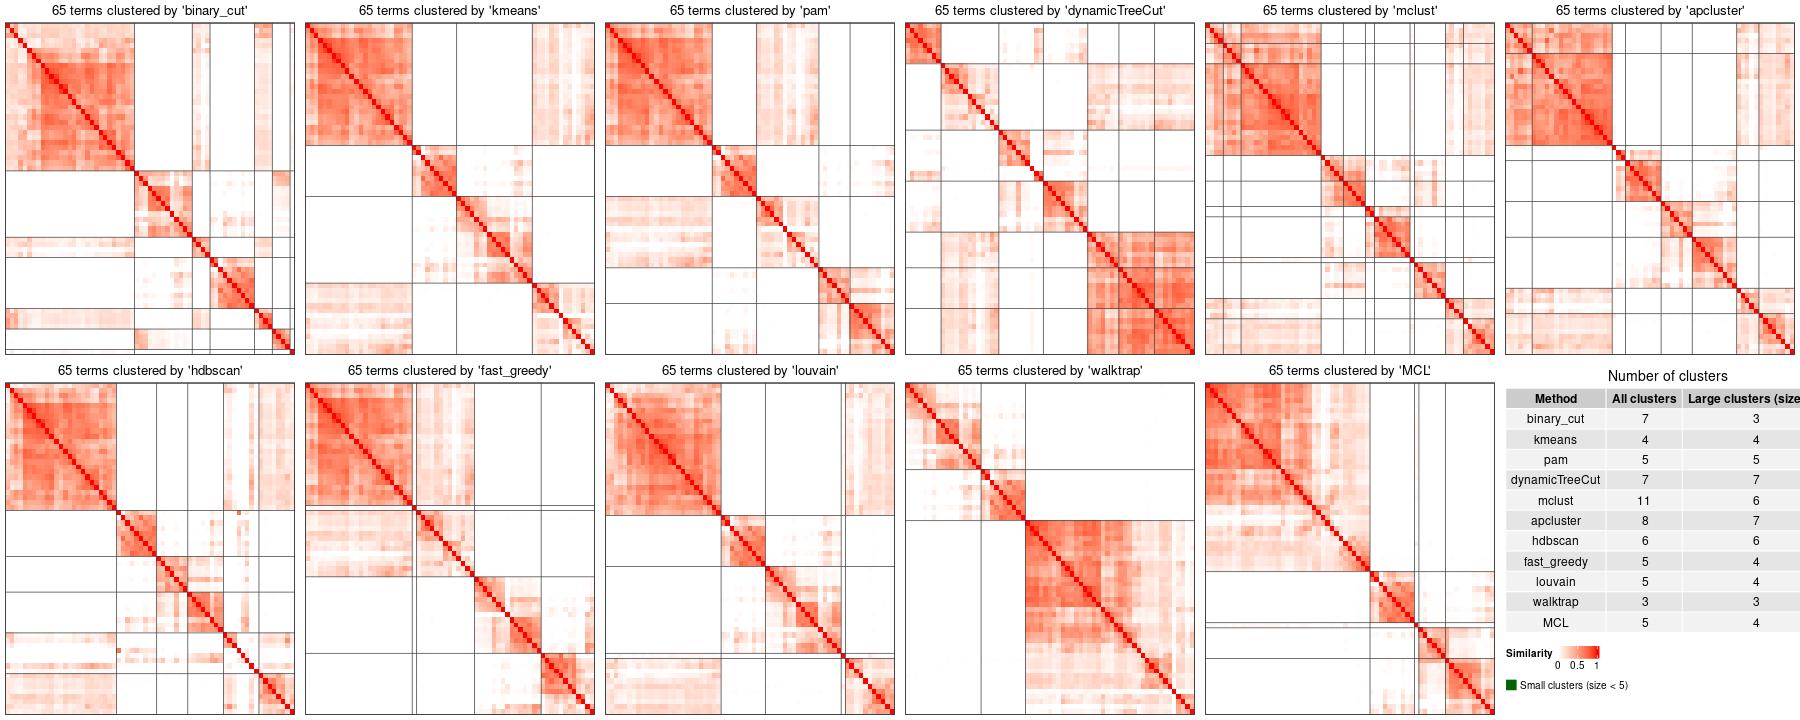 65 terms clustered by 'binary_cut'
65 terms clustered by 'kmeans'
65 terms clustered by 'pam'
65 terms clustered by 'dynamicTreeCut'
65 terms clustered by 'mclust'
65 terms clustered by 'apcluster'
65 terms clustered by 'hdbscan'
65 terms clustered by 'fast_greedy'
65 terms clustered by 'louvain'
65 terms clustered by 'walktrap'
65 terms clustered by 'MCL'
Number of clusters
Method All clusters Large clusters (size
binary_cut 7 3
kmeans 4 4
pam 5 5
dynamicTreeCut 7 7
mclust 11 6
apcluster 8 7
hdbscan 6 6
fast_greedy 5 4
louvain 5 4
walktrap 3 3
MCL 5 4
Similarity
0 0.5 1
Small clusters (size < 5)